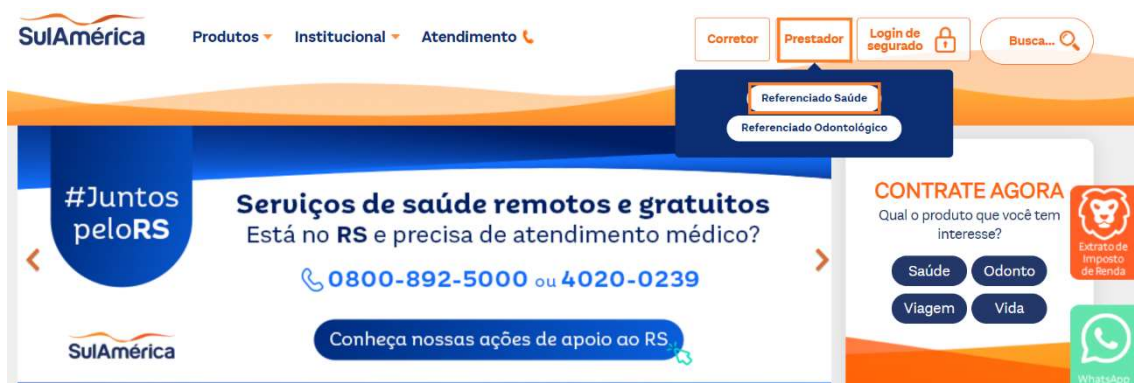 SulAmérica
Produtos
Institucional
Atendimento
Corretor
Prestador
Login de
segurado
Busca...
Referenciado Saúde
Referenciado Odontológico
#Juntos
peloRS
Serviços de saúde remotos e gratuitos
Está no RS e precisa de atendimento médico?
0800-892-5000 ou 4020-0239
Conheça nossas ações de apoio ao RS
SulAmérica
CONTRATE AGORA
Qual o produto que você tem
interesse?
Saúde
Odonto
Viagem
Vida
Extrato de
Imposto
de Renda
WhatsApp